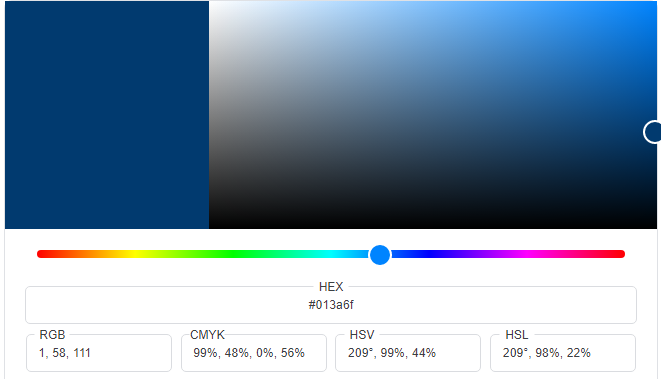 HEX
#013a6f
RGB
1, 58, 111
CMYK
99%, 48%, 0%, 56%
HSV
209°, 99%, 44%
HSL
209°, 98%, 22%